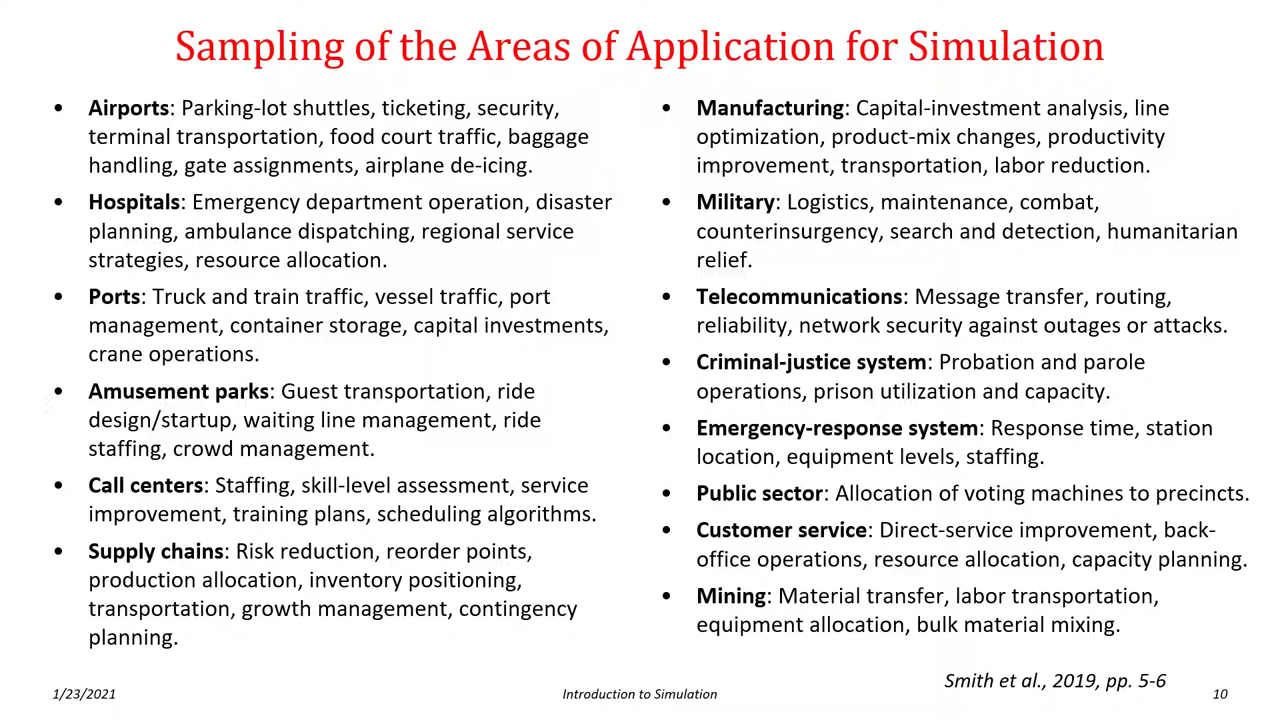 Sampling of the Areas of Application for Simulation
• Airports: Parking-lot shuttles, ticketing, security,
terminal transportation, food court traffic, baggage
handling, gate assignments, airplane de-icing.
• Hospitals: Emergency department operation, disaster
planning, ambulance dispatching, regional service
strategies, resource allocation.
• Ports: Truck and train traffic, vessel traffic, port
management, container storage, capital investments,
crane operations.
• Amusement parks: Guest transportation, ride
design/startup, waiting line management, ride
staffing, crowd management.
• Call centers: Staffing, skill-level assessment, service
improvement, training plans, scheduling algorithms.
• Supply chains: Risk reduction, reorder points,
production allocation, inventory positioning,
transportation, growth management, contingency
planning.
• Manufacturing: Capital-investment analysis, line
optimization, product-mix changes, productivity
improvement, transportation, labor reduction.
• Military: Logistics, maintenance, combat,
counterinsurgency, search and detection, humanitarian
relief.
• Telecommunications: Message transfer, routing,
reliability, network security against outages or attacks.
• Criminal-justice system: Probation and parole
operations, prison utilization and capacity.
• Emergency-response system: Response time, station
location, equipment levels, staffing.
• Public sector: Allocation of voting machines to precincts.
• Customer service: Direct-service improvement, back-
office operations, resource allocation, capacity planning.
• Mining: Material transfer, labor transportation,
equipment allocation, bulk material mixing.
Smith et al., 2019, pp. 5-6
1/23/2021
Introduction to Simulation
10